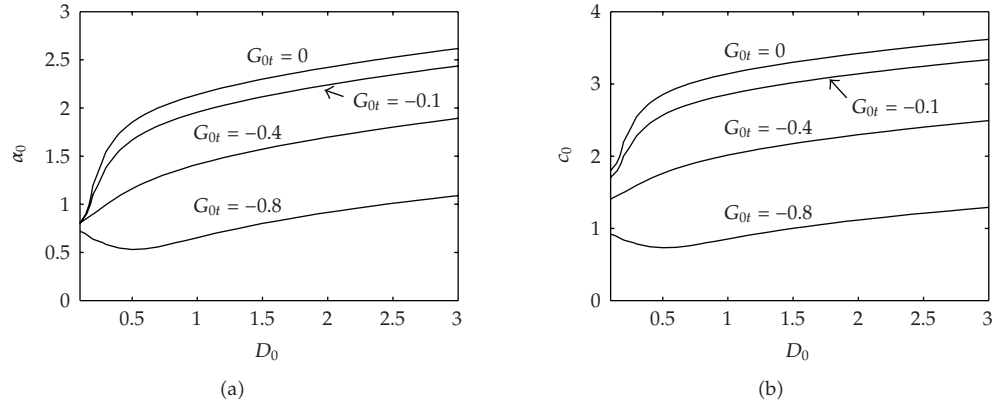 3
2.5
2
1.5
1
0.5
0
α₀
G₀ₜ = 0
G₀ₜ = −0.1
G₀ₜ = −0.4
G₀ₜ = −0.8
0.5 1 1.5 2 2.5 3
D₀
(a)
4
3
2
1
0
c₀
G₀ₜ = 0
G₀ₜ = −0.1
G₀ₜ = −0.4
G₀ₜ = −0.8
0.5 1 1.5 2 2.5 3
D₀
(b)